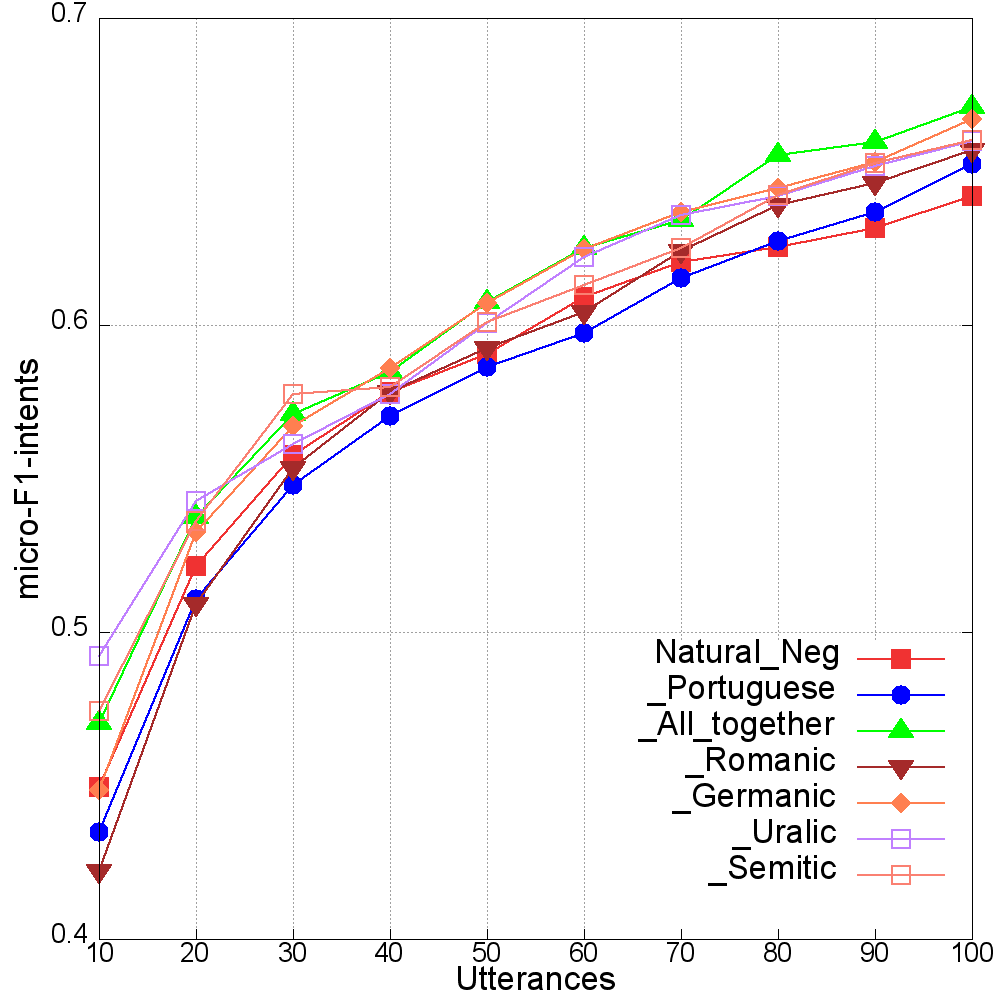 0.7
0.6
0.5
0.4
micro-F1-intents
Natural_Neg
_Portuguese
_All_together
_Romanic
_Germanic
_Uralic
_Semitic
10 20 30 40 50 60 70 80 90 100
Utterances